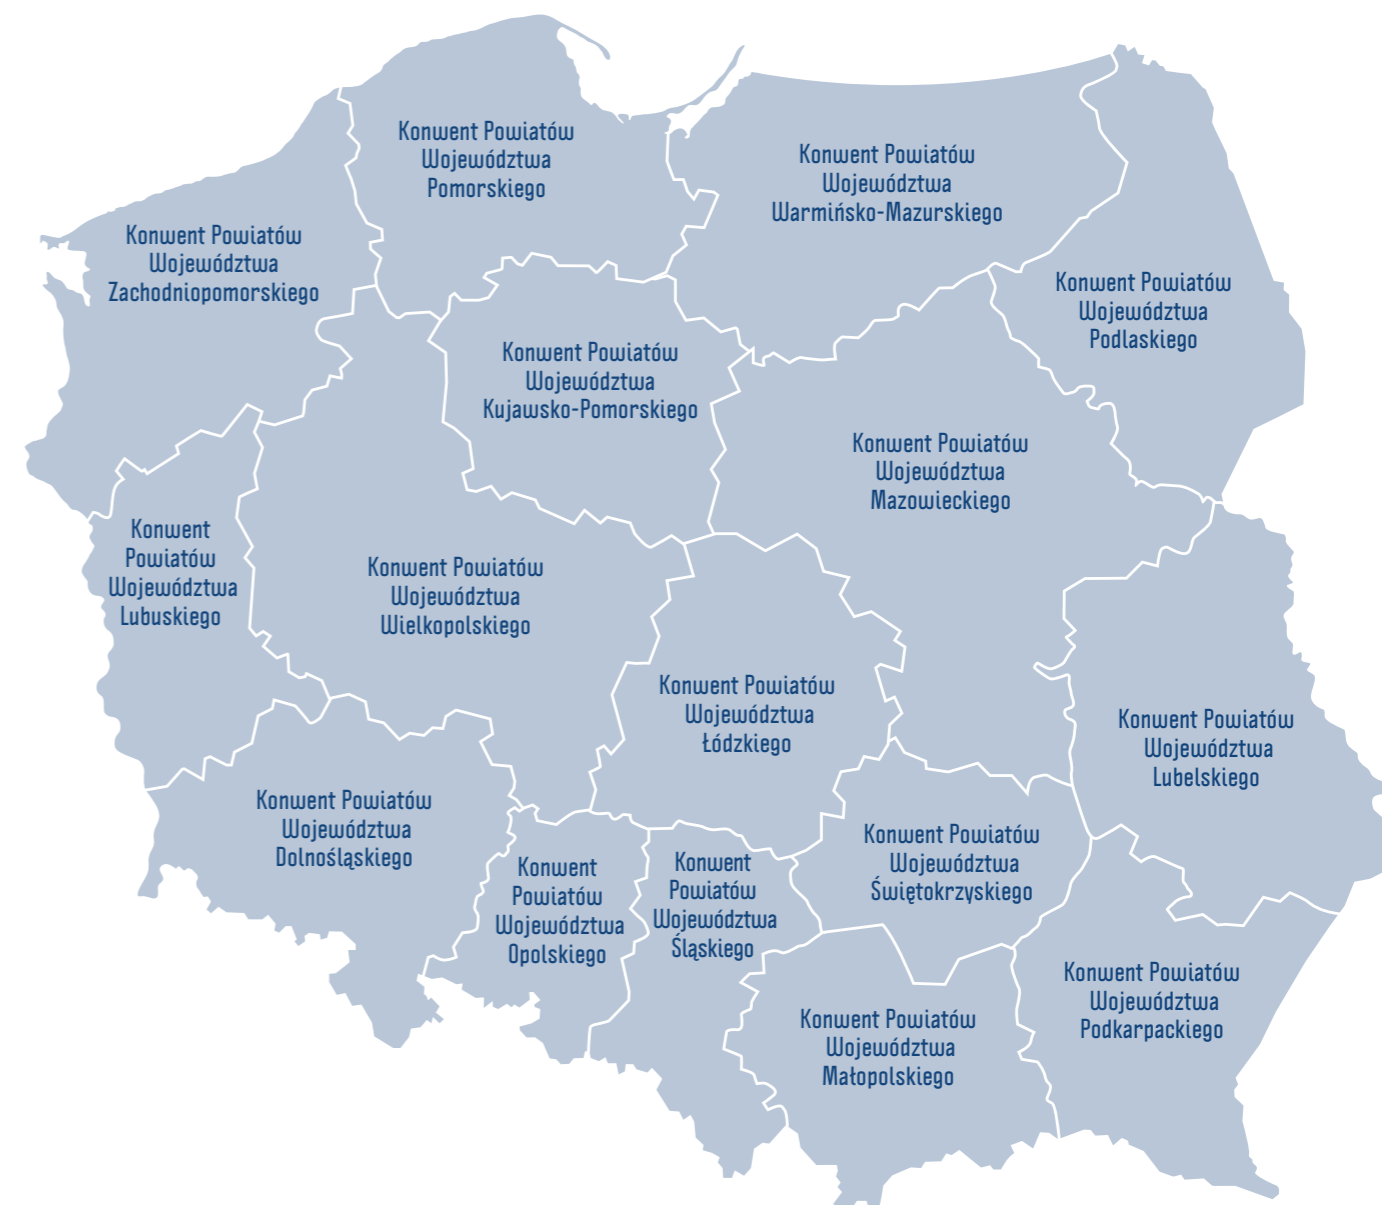 Konwent Powiatów
Województwa
Pomorskiego
Konwent Powiatów
Województwa
Warmińsko-Mazurskiego
Konwent Powiatów
Województwa
Zachodniopomorskiego
Konwent Powiatów
Województwa
Podlaskiego
Konwent Powiatów
Województwa
Kujawsko-Pomorskiego
Konwent Powiatów
Województwa
Mazowieckiego
Konwent
Powiatów
Województwa
Lubuskiego
Konwent Powiatów
Województwa
Wielkopolskiego
Konwent Powiatów
Województwa
Łódzkiego
Konwent Powiatów
Województwa
Lubelskiego
Konwent Powiatów
Województwa
Dolnośląskiego
Konwent
Powiatów
Województwa
Opolskiego
Konwent
Powiatów
Województwa
Śląskiego
Konwent Powiatów
Województwa
Świętokrzyskiego
Konwent Powiatów
Województwa
Małopolskiego
Konwent Powiatów
Województwa
Podkarpackiego